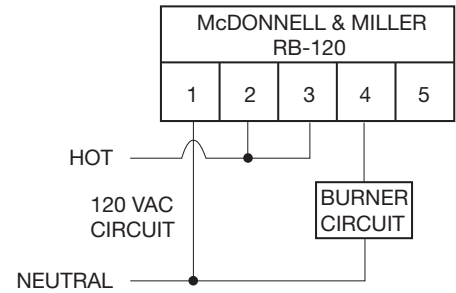 McDONNELL & MILLER
RB-120
1 2 3 4 5
HOT
120 VAC
CIRCUIT
BURNER
CIRCUIT
NEUTRAL